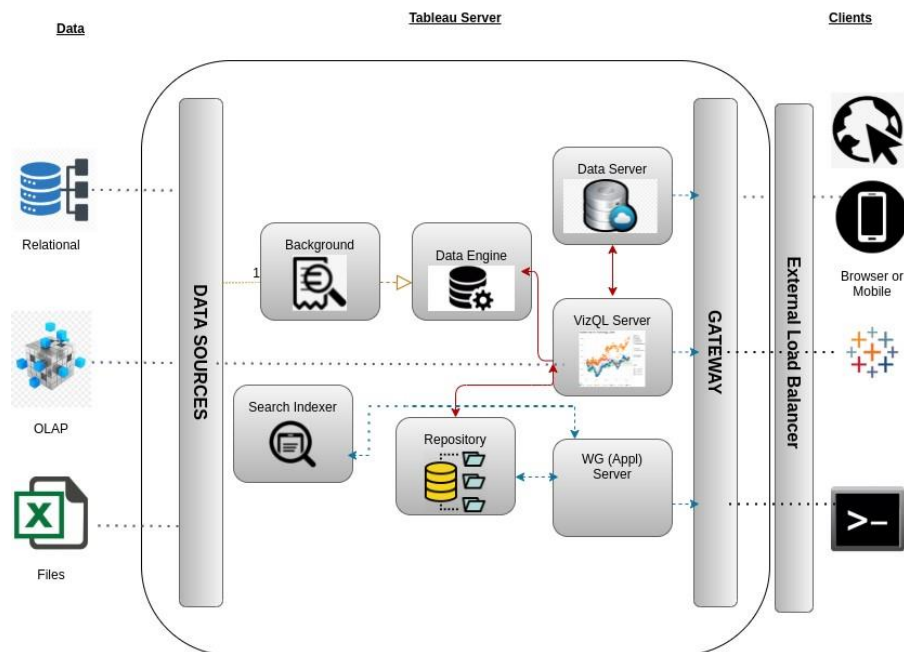 Data
Tableau Server
Clients
Relational
OLAP
Files
DATA SOURCES
1
Background
Data Engine
Data Server
VizQL Server
Search Indexer
Repository
WG (Appl)
Server
GATEWAY
External Load Balancer
Browser or
Mobile